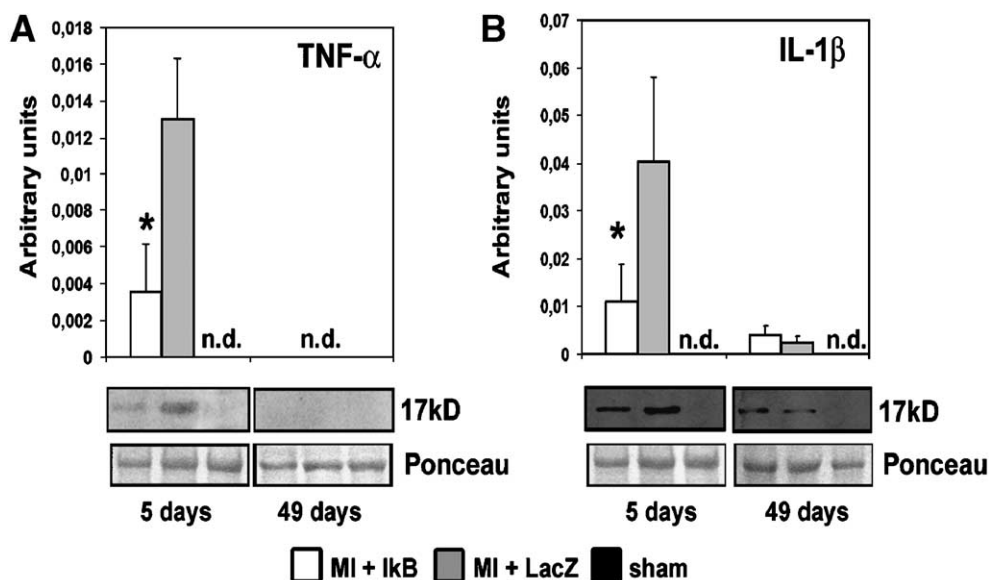 A
TNF-α
Arbitrary units
0,018
0,016
0,014
0,012
0,01
0,008
0,006
0,004
0,002
0
*
n.d.
n.d.
17kD
Ponceau
5 days
49 days
B
IL-1β
Arbitrary units
0,07
0,06
0,05
0,04
0,03
0,02
0,01
0
*
n.d.
n.d.
17kD
Ponceau
5 days
49 days
MI + IkB
MI + LacZ
sham